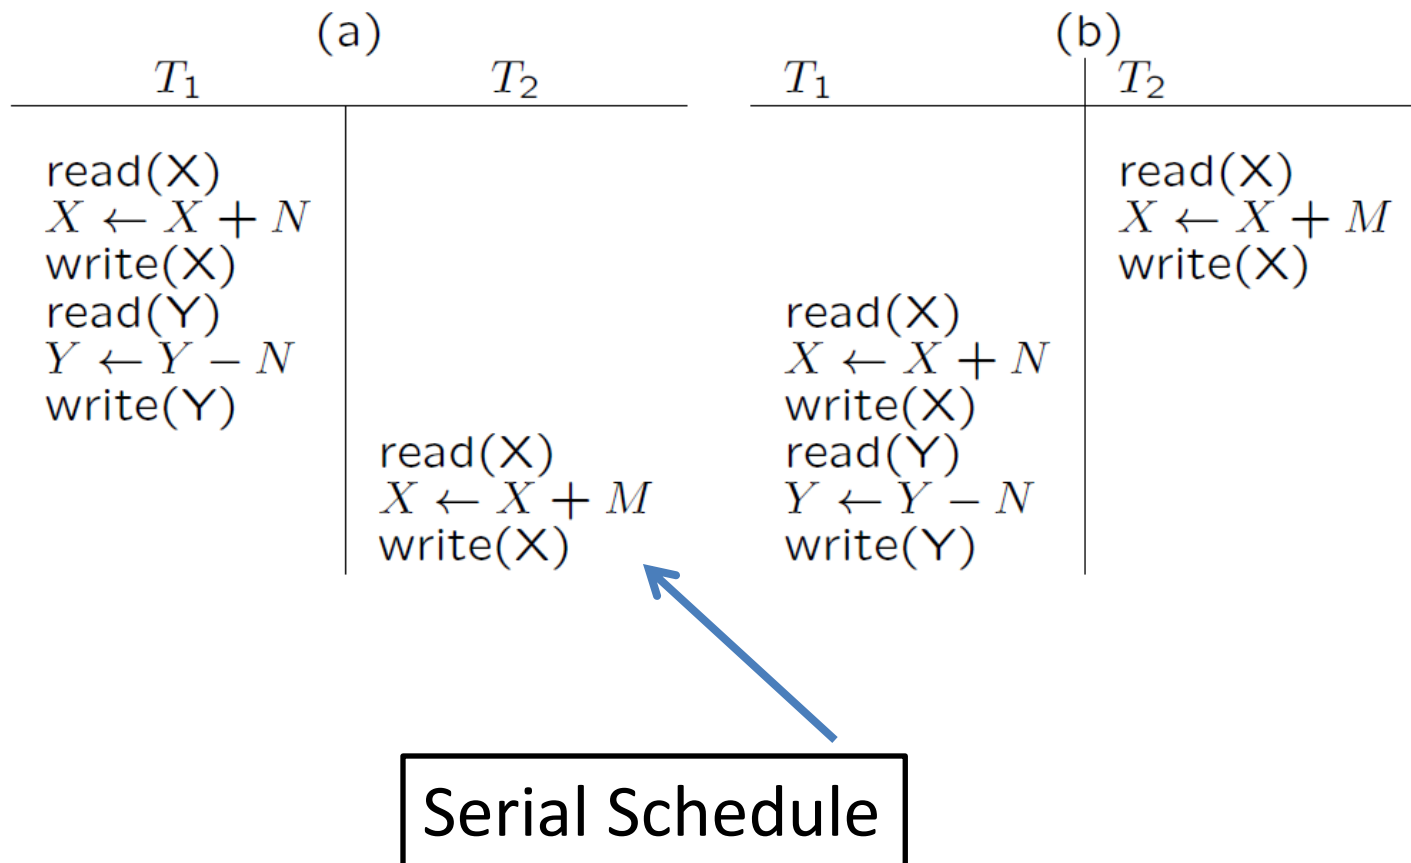 (a)
T₁ T₂
read(X)
X ← X + N
write(X)
read(Y)
Y ← Y − N
write(Y)
read(X)
X ← X + M
write(X)
(b)
T₁ T₂
read(X)
X ← X + M
write(X)
read(X)
X ← X + N
write(X)
read(Y)
Y ← Y − N
write(Y)
Serial Schedule